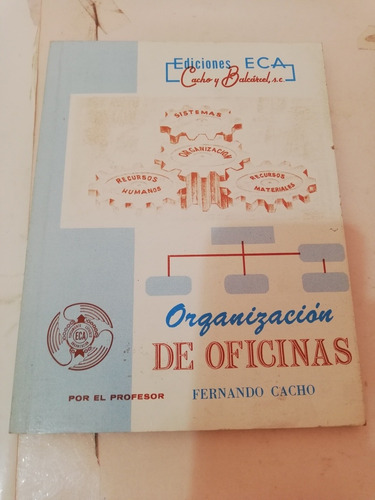 Ediciones ECA
Cacho y Balcárcel, s.c.
SISTEMAS
ORGANIZACION
RECURSOS
HUMANOS
RECURSOS
MATERIALES
Organización
DE OFICINAS
ECA
POR EL PROFESOR FERNANDO CACHO